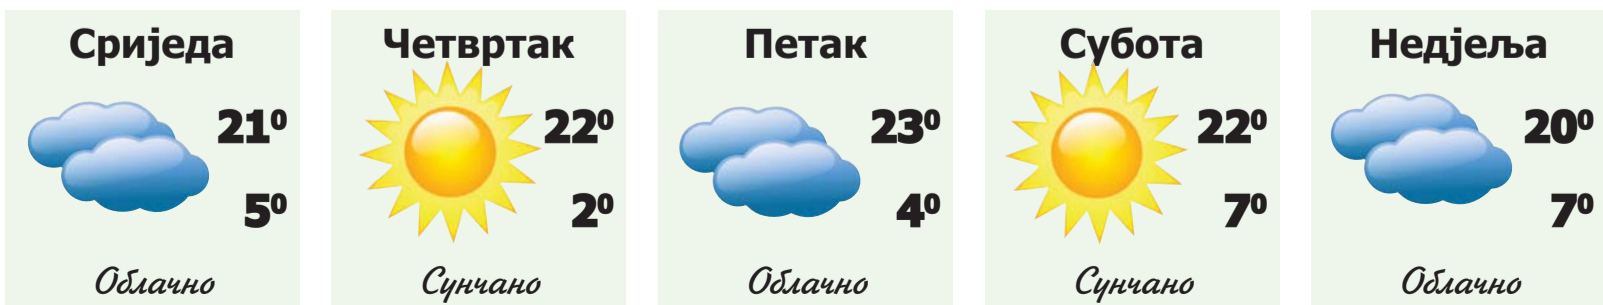 Сриједа
21⁰
5⁰
Облачно
Четвртак
22⁰
2⁰
Сунчано
Петак
23⁰
4⁰
Облачно
Субота
22⁰
7⁰
Сунчано
Недјеља
20⁰
7⁰
Облачно